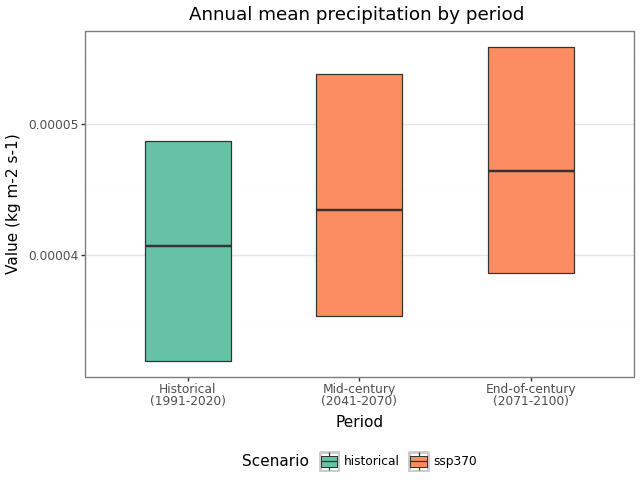 Annual mean precipitation by period
Value (kg m-2 s-1)
0.00005
0.00004
Historical
(1991-2020)
Mid-century
(2041-2070)
End-of-century
(2071-2100)
Period
Scenario
historical
ssp370